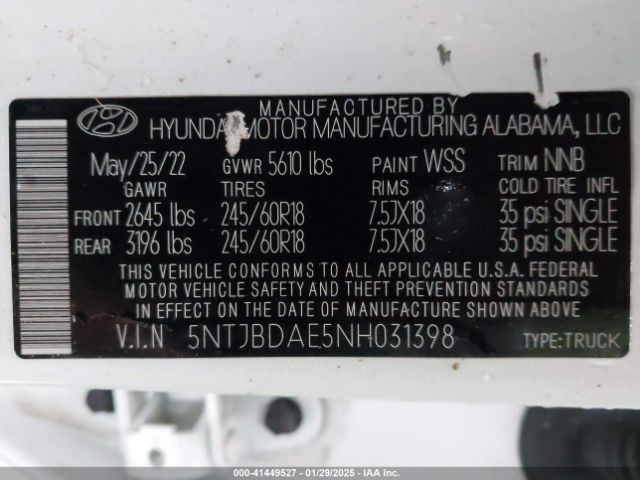 MANUFACTURED BY
HYUNDAI MOTOR MANUFACTURING ALABAMA, LLC
May/25/22 GVWR 5610 lbs PAINT WSS TRIM NNB
GAWR TIRES RIMS COLD TIRE INFL
FRONT 2645 lbs 245/60R18 7.5JX18 35 psi SINGLE
REAR 3196 lbs 245/60R18 7.5JX18 35 psi SINGLE
THIS VEHICLE CONFORMS TO ALL APPLICABLE U.S.A. FEDERAL
MOTOR VEHICLE SAFETY AND THEFT PREVENTION STANDARDS
IN EFFECT ON THE DATE OF MANUFACTURE SHOWN ABOVE
V.I.N 5NTJBDAE5NH031398 TYPE:TRUCK
000-41449527 - 01/29/2025 - IAA Inc.